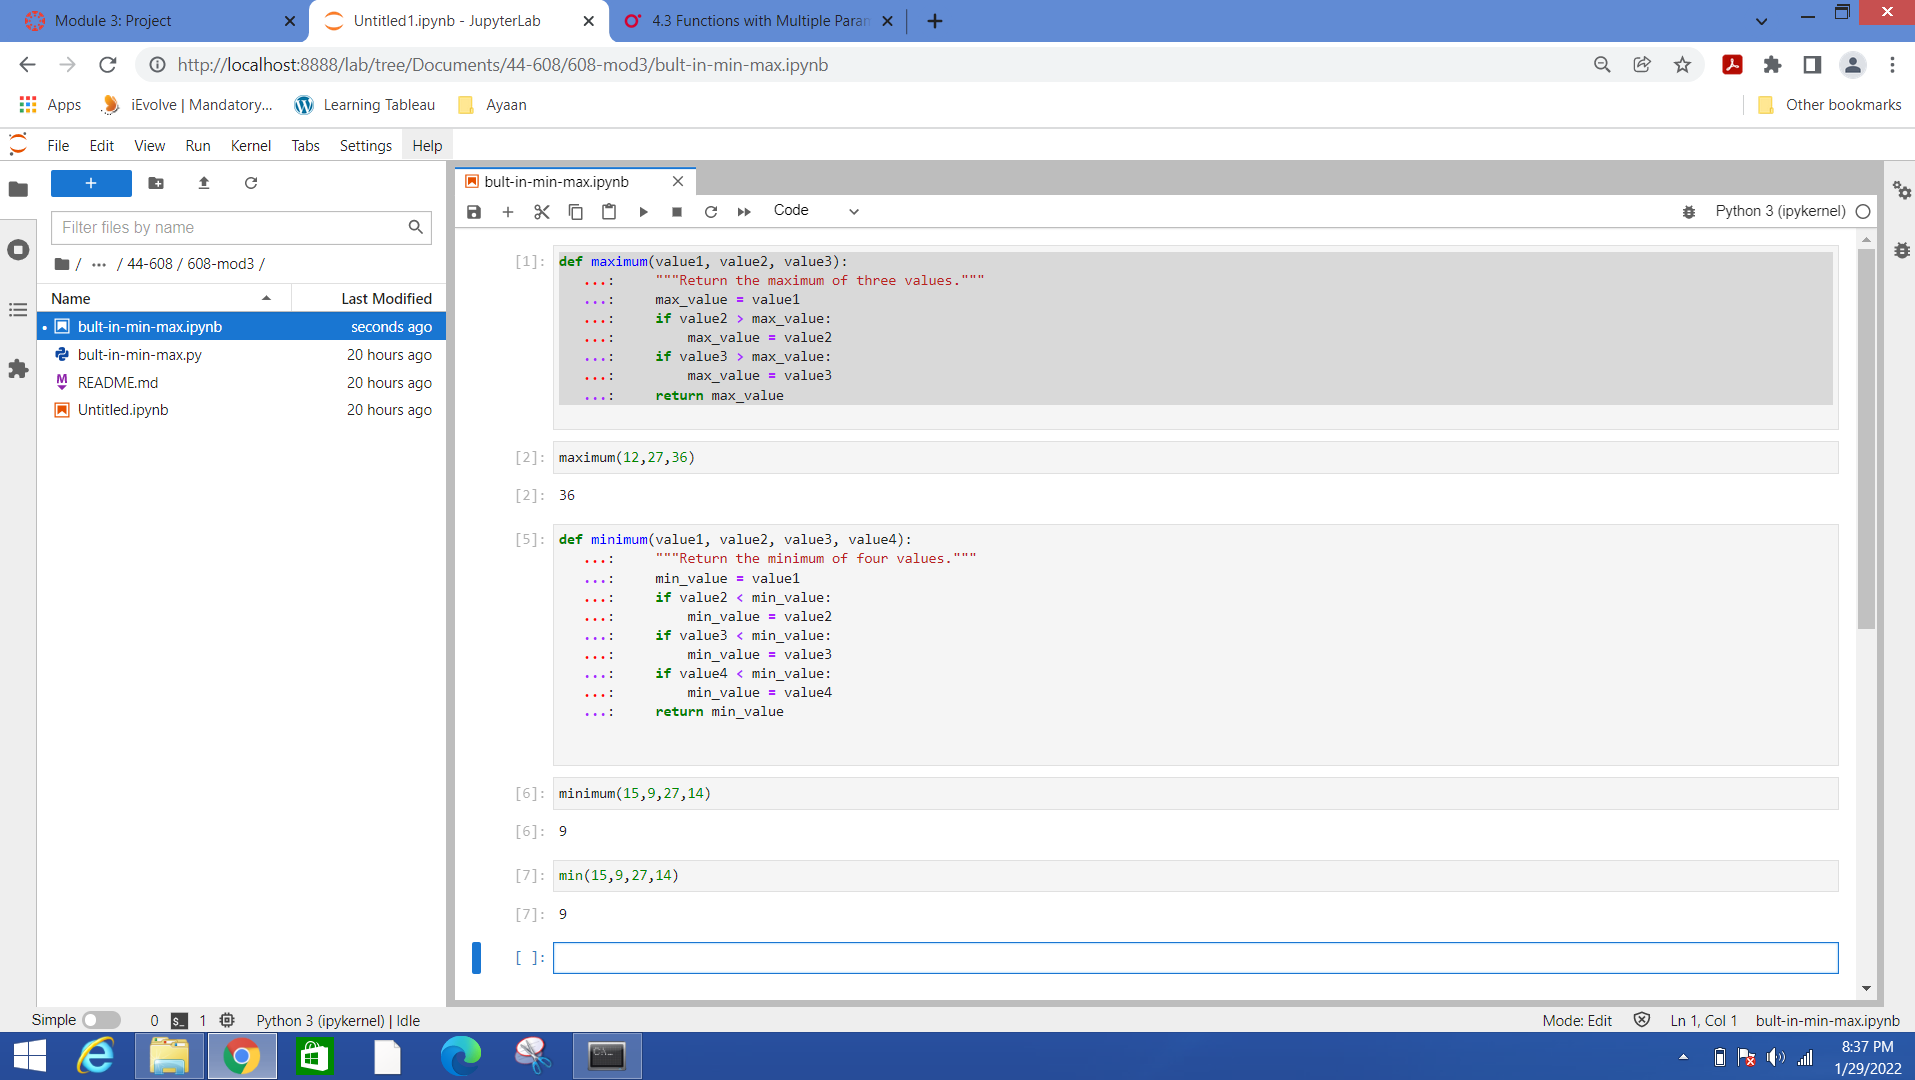 Module 3: Project
Untitled1.ipynb - JupyterLab
4.3 Functions with Multiple Param
http://localhost:8888/lab/tree/Documents/44-608/608-mod3/bult-in-min-max.ipynb
Apps
iEvolve | Mandatory...
Learning Tableau
Ayaan
Other bookmarks
File Edit View Run Kernel Tabs Settings Help
Filter files by name
/ ... / 44-608 / 608-mod3 /
Name Last Modified
bult-in-min-max.ipynb seconds ago
bult-in-min-max.py 20 hours ago
README.md 20 hours ago
Untitled.ipynb 20 hours ago
bult-in-min-max.ipynb
Code
Python 3 (ipykernel)
[1]: def maximum(value1, value2, value3):
...: """Return the maximum of three values."""
...: max_value = value1
...: if value2 > max_value:
...: max_value = value2
...: if value3 > max_value:
...: max_value = value3
...: return max_value
[2]: maximum(12,27,36)
[2]: 36
[5]: def minimum(value1, value2, value3, value4):
...: """Return the minimum of four values."""
...: min_value = value1
...: if value2 < min_value:
...: min_value = value2
...: if value3 < min_value:
...: min_value = value3
...: if value4 < min_value:
...: min_value = value4
...: return min_value
[6]: minimum(15,9,27,14)
[6]: 9
[7]: min(15,9,27,14)
[7]: 9
[ ]:
Simple 0 $_ 1 Python 3 (ipykernel) | Idle
Mode: Edit Ln 1, Col 1 bult-in-min-max.ipynb
8:37 PM
1/29/2022